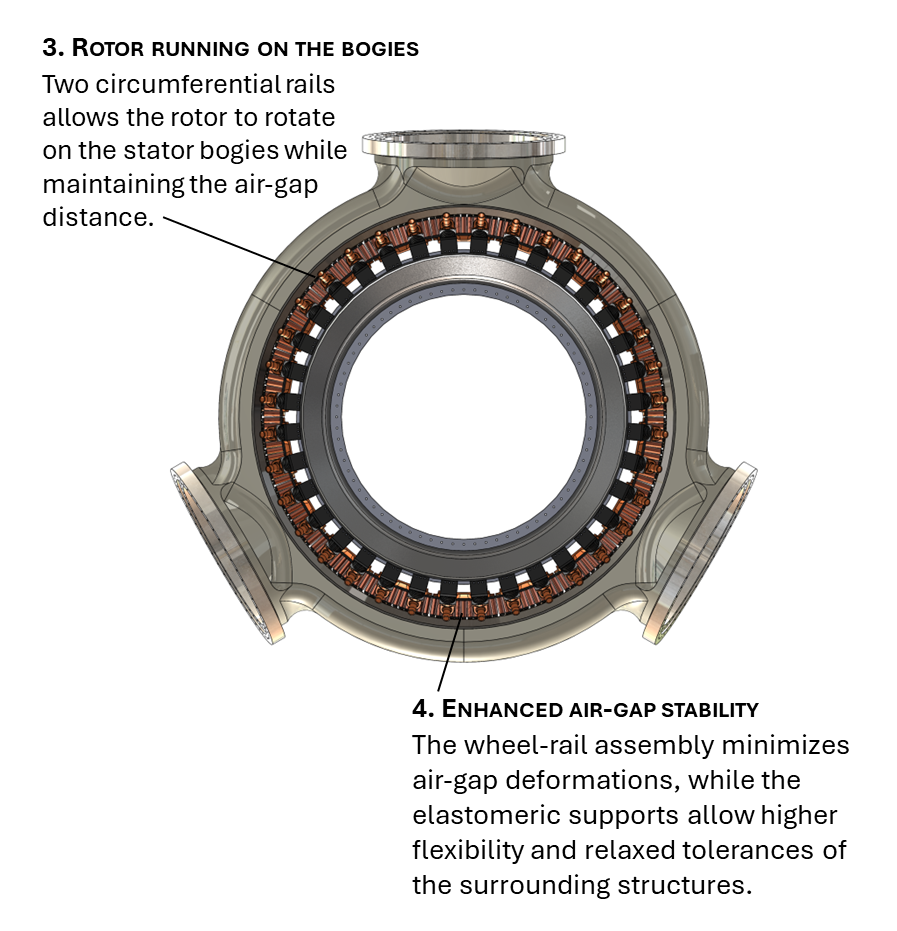 3. ROTOR RUNNING ON THE BOGIES
Two circumferential rails
allows the rotor to rotate
on the stator bogies while
maintaining the air-gap
distance.
4. ENHANCED AIR-GAP STABILITY
The wheel-rail assembly minimizes
air-gap deformations, while the
elastomeric supports allow higher
flexibility and relaxed tolerances of
the surrounding structures.